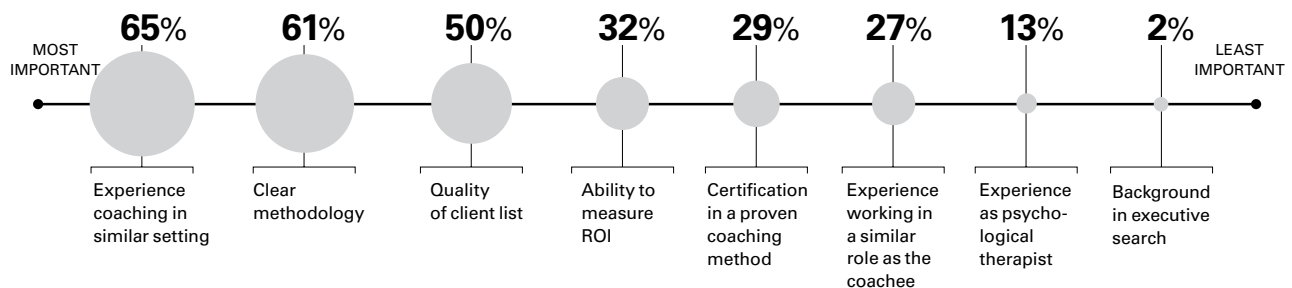 65%
61%
50%
32%
29%
27%
13%
2%
MOST
IMPORTANT
LEAST
IMPORTANT
Experience
coaching in
similar setting
Clear
methodology
Quality
of client list
Ability to
measure
ROI
Certification
in a proven
coaching
method
Experience
working in
a similar
role as the
coachee
Experience
as psycho-
logical
therapist
Background
in executive
search